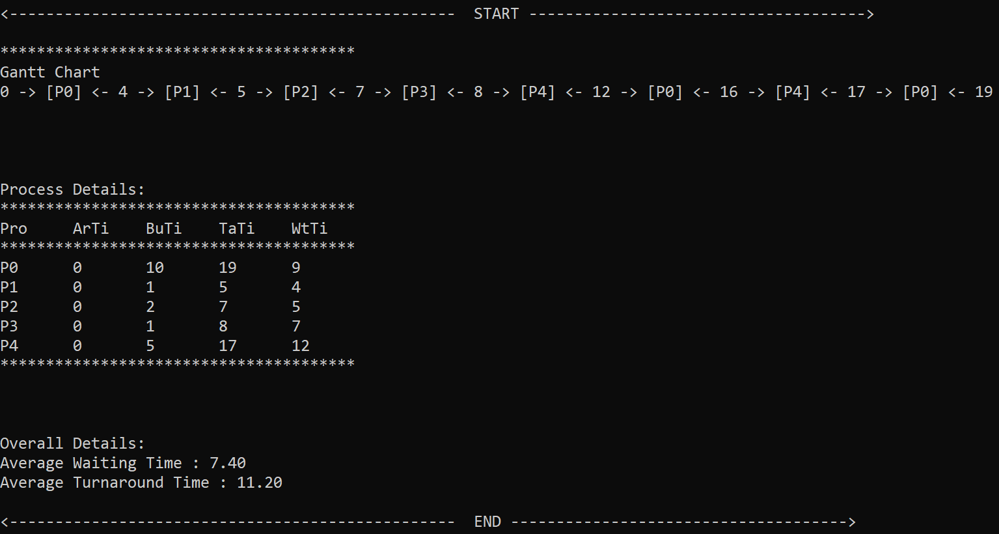 <-------------------------------------------------  START ------------------------------------->
***************************************
Gantt Chart
0 -> [P0] <- 4 -> [P1] <- 5 -> [P2] <- 7 -> [P3] <- 8 -> [P4] <- 12 -> [P0] <- 16 -> [P4] <- 17 -> [P0] <- 19
Process Details:
***************************************
Pro     ArTi    BuTi    TaTi    WtTi
***************************************
P0      0       10      19      9
P1      0       1       5       4
P2      0       2       7       5
P3      0       1       8       7
P4      0       5       17      12
***************************************
Overall Details:
Average Waiting Time : 7.40
Average Turnaround Time : 11.20
<-------------------------------------------------  END ------------------------------------->